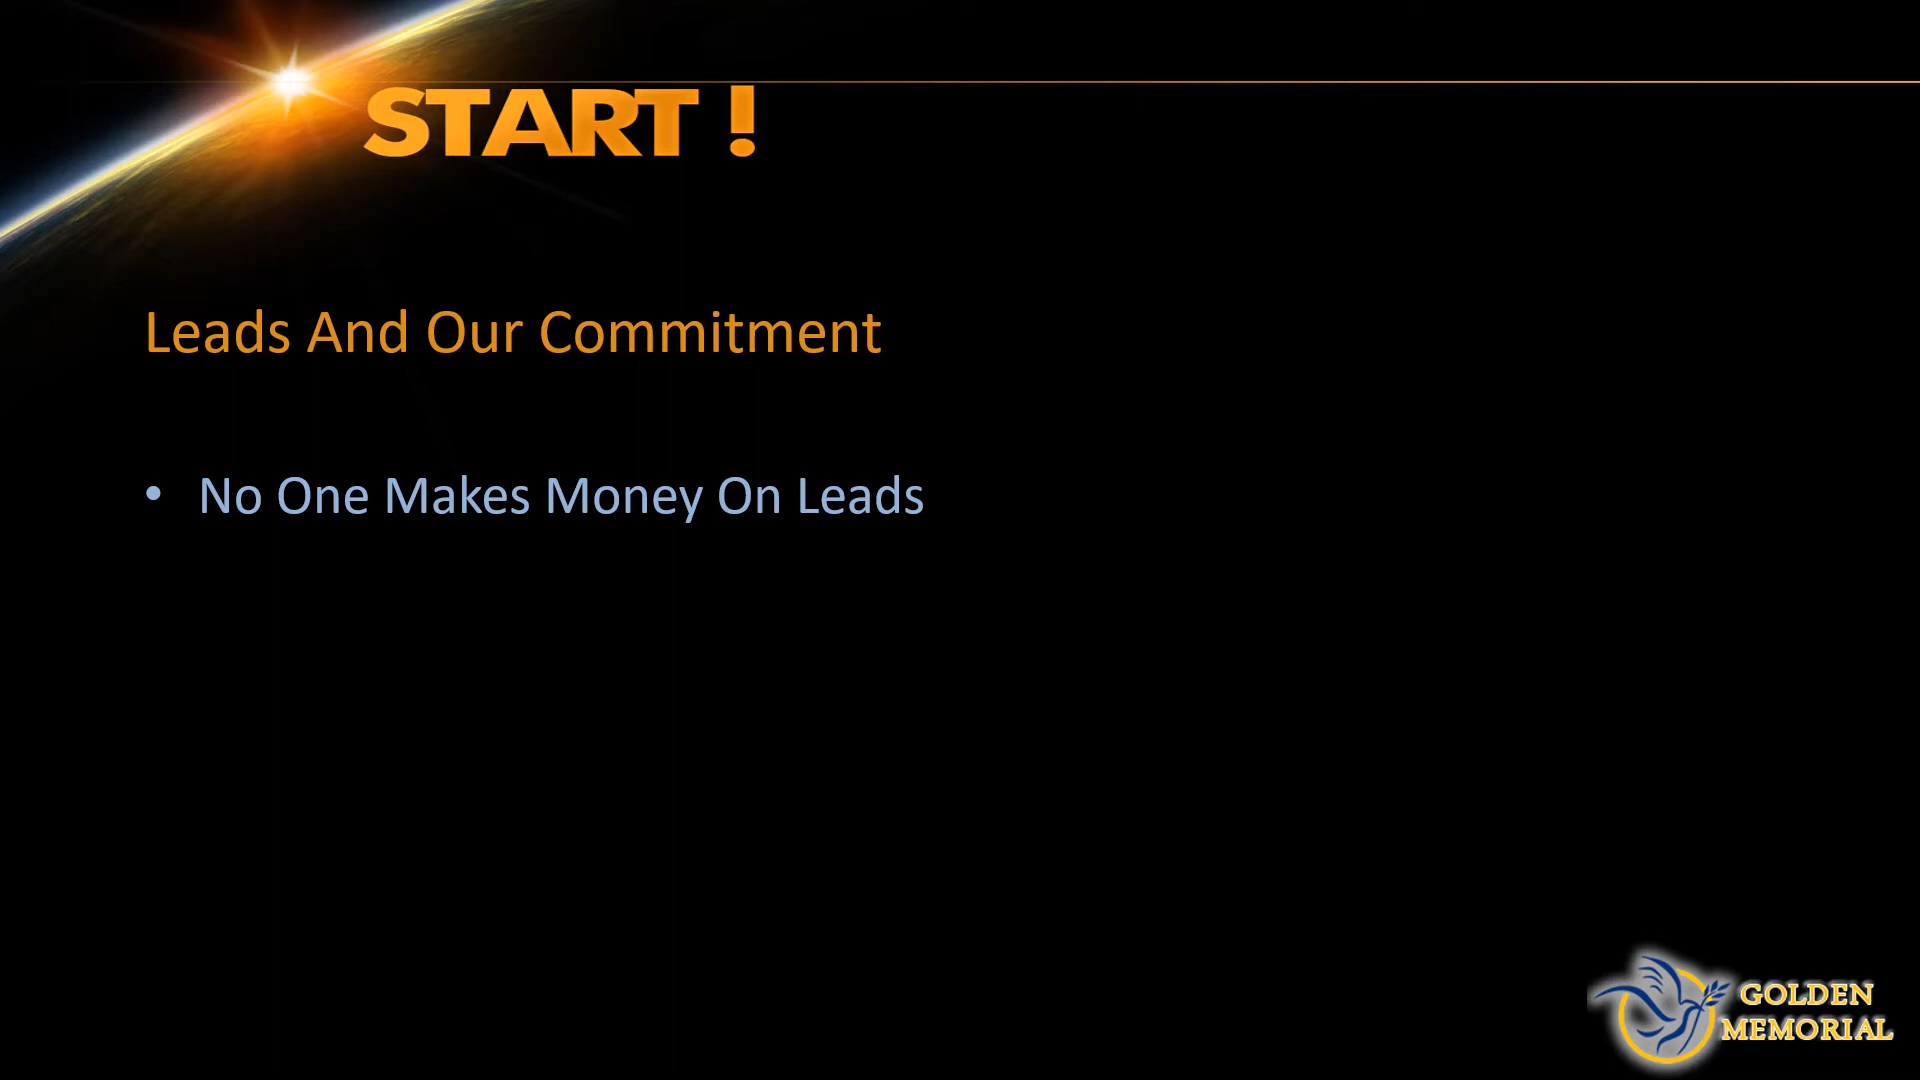 START !
Leads And Our Commitment
• No One Makes Money On Leads
GOLDEN
MEMORIAL